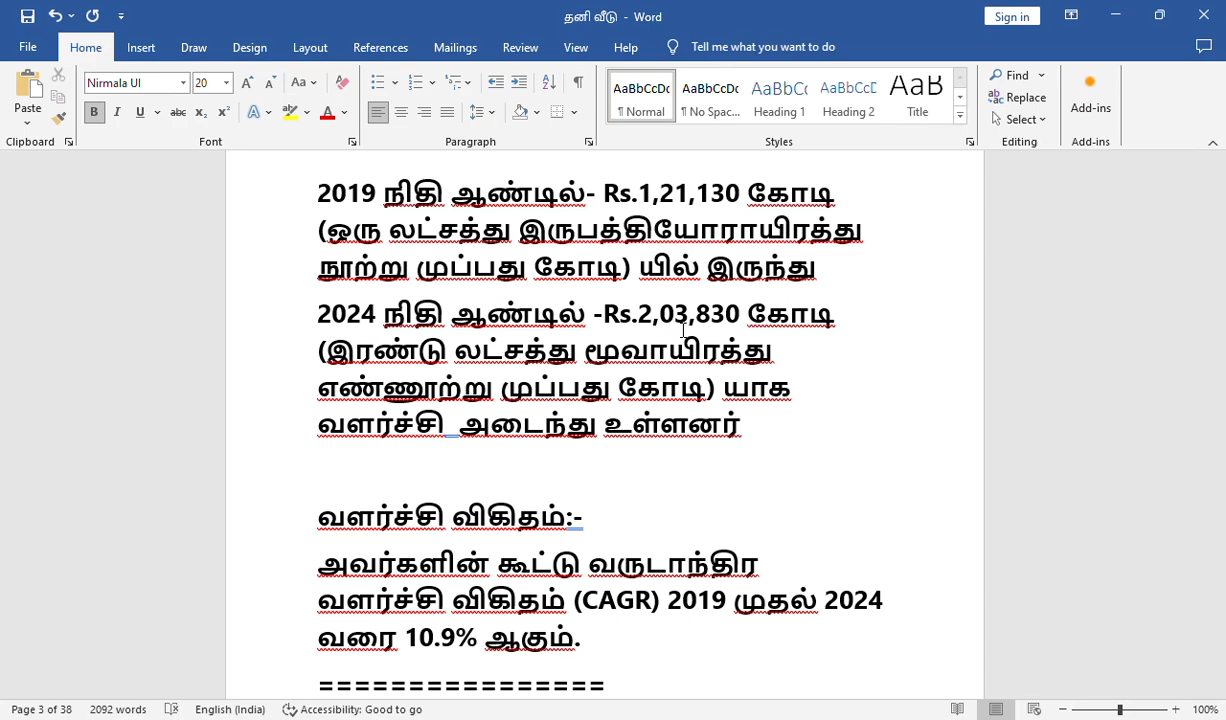 தனி வீடு - Word
Sign in
File Home Insert Draw Design Layout References Mailings Review View Help Tell me what you want to do
Paste
Nirmala UI 20
Aa
B I U abc x₂ x² A A
AaBbCcDc AaBbCcDc AaBbCc AaBbCcD AaB
¶ Normal ¶ No Spac... Heading 1 Heading 2 Title
Find
Replace
Select
Add-ins
Clipboard Font Paragraph Styles Editing Add-ins
2019 நிதி ஆண்டில்- Rs.1,21,130 கோடி
(ஒரு லட்சத்து இருபத்தியோராயிரத்து
நூற்று முப்பது கோடி) யில் இருந்து
2024 நிதி ஆண்டில் -Rs.2,03,830 கோடி
(இரண்டு லட்சத்து மூவாயிரத்து
எண்ணூற்று முப்பது கோடி) யாக
வளர்ச்சி அடைந்து உள்ளனர்
வளர்ச்சி விகிதம்:-
அவர்களின் கூட்டு வருடாந்திர
வளர்ச்சி விகிதம் (CAGR) 2019 முதல் 2024
வரை 10.9% ஆகும்.
================
Page 3 of 38 2092 words English (India) Accessibility: Good to go 100%